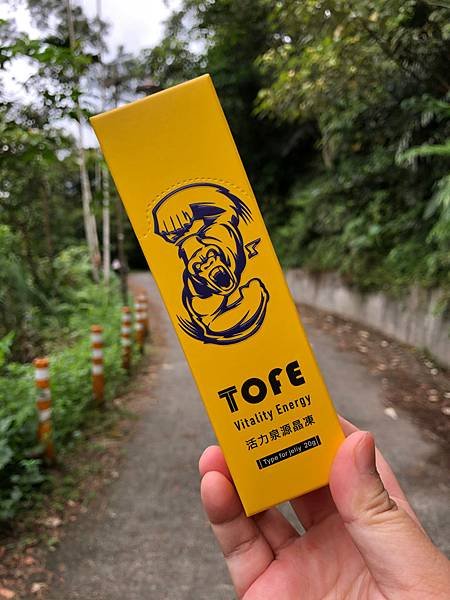 TOFE
Vitality Energy
活力泉源晶凍
Type for jelly 20g